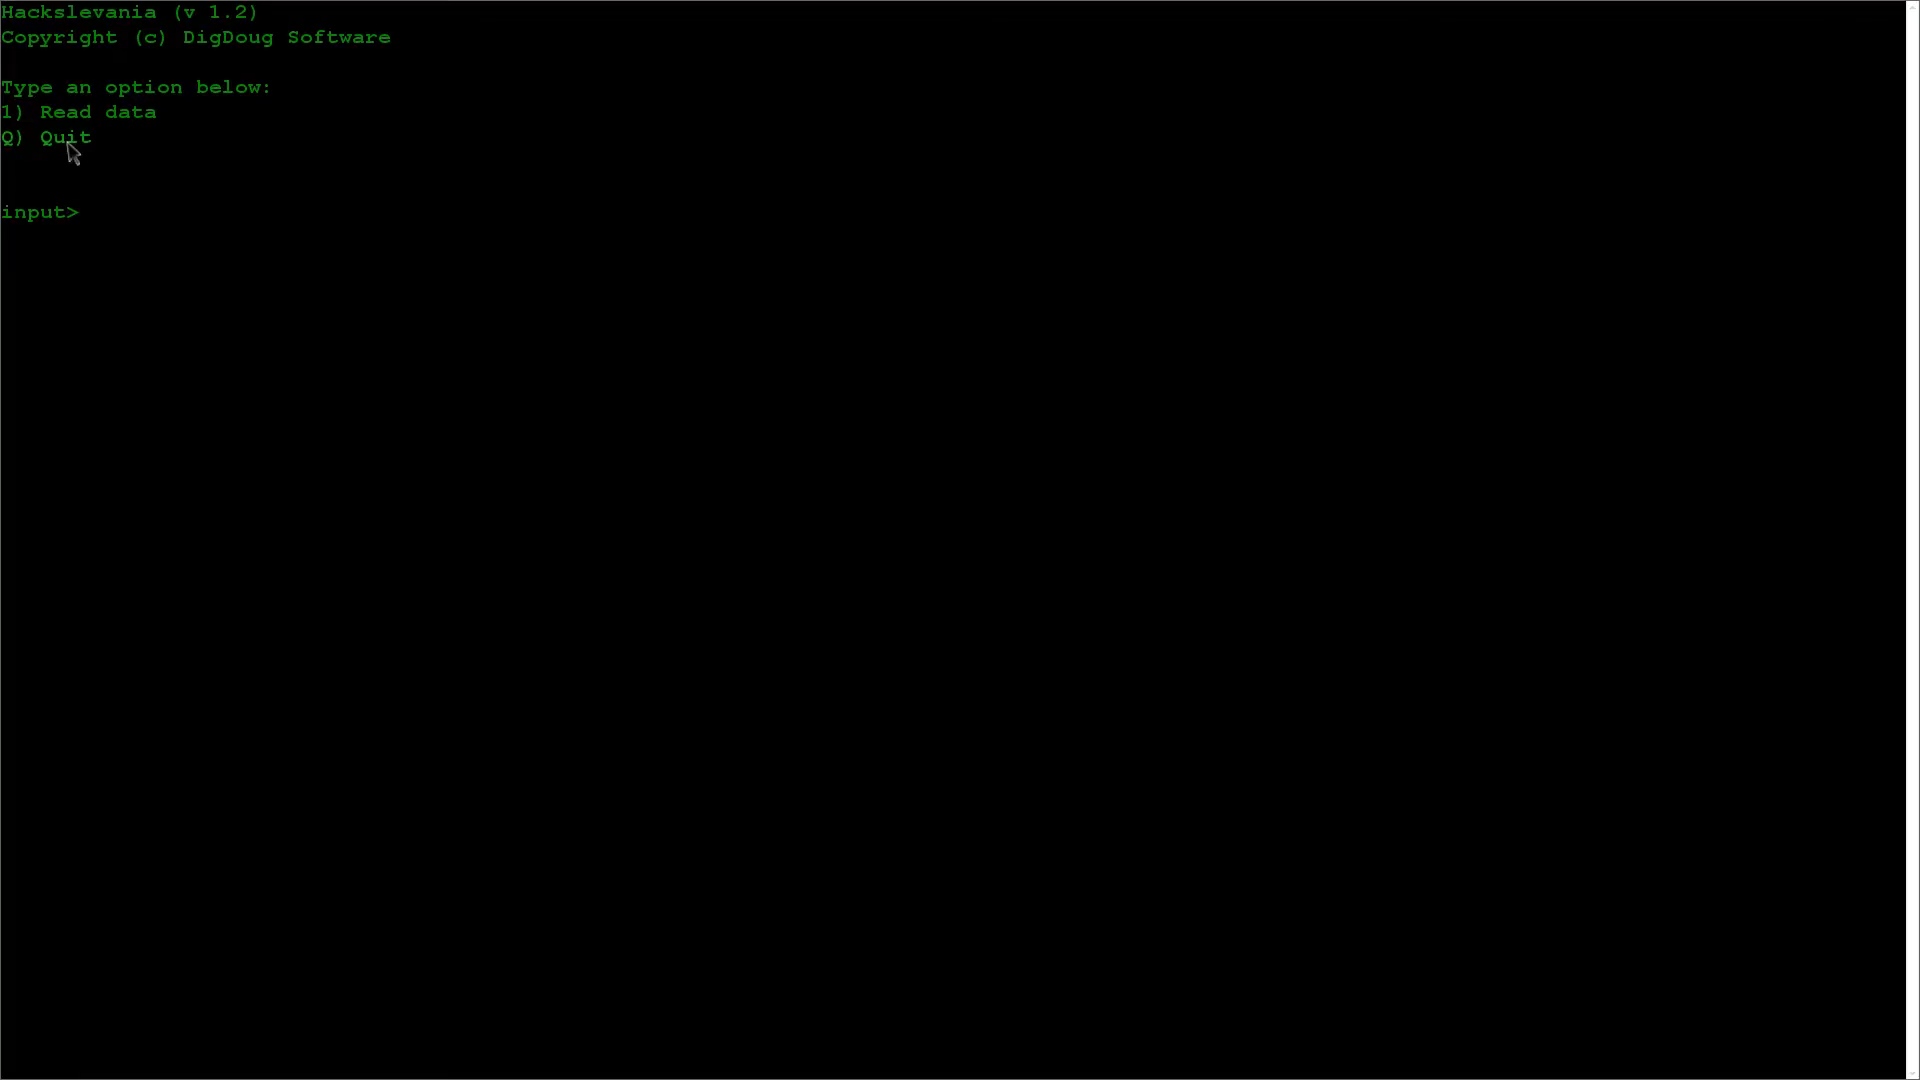 Hackslevania (v 1.2)
Copyright (c) DigDoug Software
Type an option below:
1) Read data
Q) Quit
input>